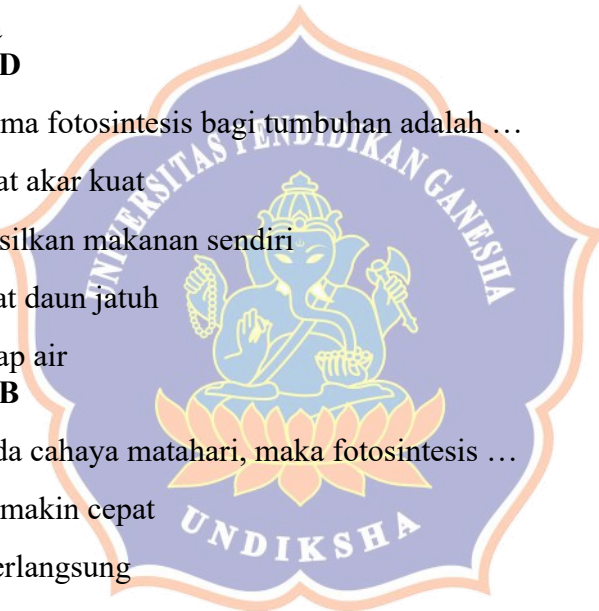 D
ma fotosintesis bagi tumbuhan adalah …
at akar kuat
silkan makanan sendiri
at daun jatuh
ap air
B
da cahaya matahari, maka fotosintesis …
makin cepat
erlangsung
UNIVERSITAS PENDIDIKAN GANESHA
UNDIKSHA